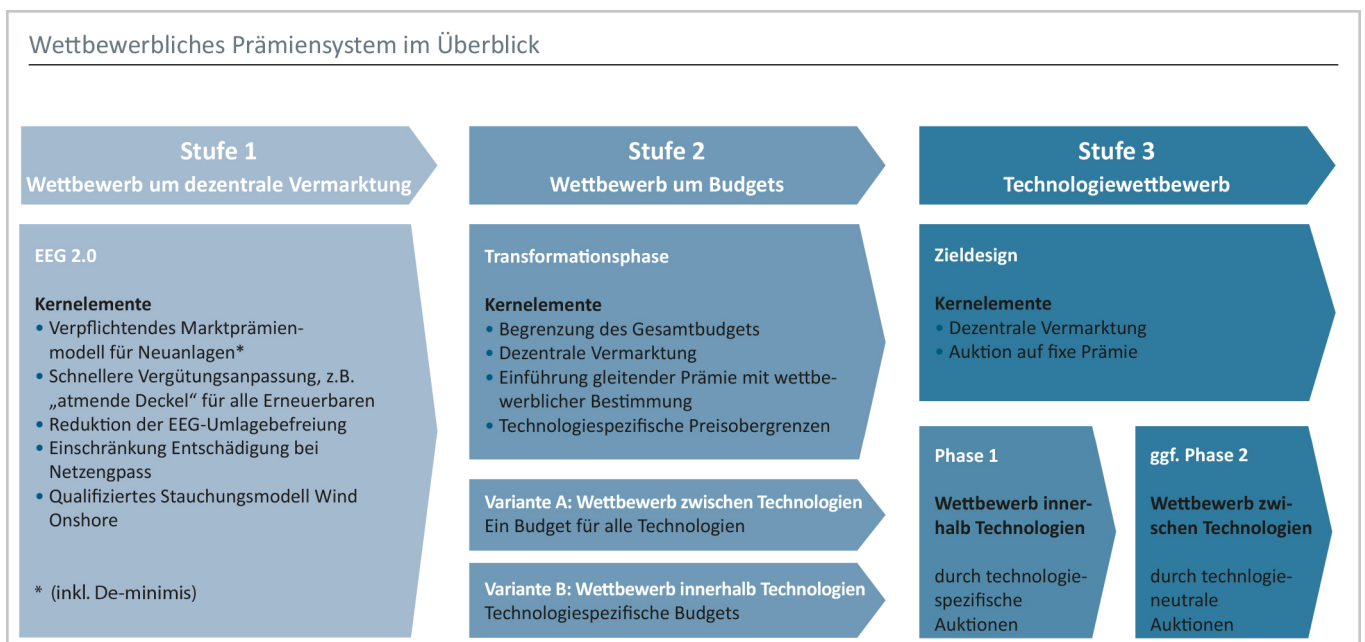 Wettbewerbliches Prämiensystem im Überblick
Stufe 1
Wettbewerb um dezentrale Vermarktung
EEG 2.0
Kernelemente
• Verpflichtendes Marktprämien-
modell für Neuanlagen*
• Schnellere Vergütungsanpassung, z.B.
„atmende Deckel“ für alle Erneuerbaren
• Reduktion der EEG-Umlagebefreiung
• Einschränkung Entschädigung bei
Netzengpass
• Qualifiziertes Stauchungsmodell Wind
Onshore
* (inkl. De-minimis)
Stufe 2
Wettbewerb um Budgets
Transformationsphase
Kernelemente
• Begrenzung des Gesamtbudgets
• Dezentrale Vermarktung
• Einführung gleitender Prämie mit wettbe-
werblicher Bestimmung
• Technologiespezifische Preisobergrenzen
Variante A: Wettbewerb zwischen Technologien
Ein Budget für alle Technologien
Variante B: Wettbewerb innerhalb Technologien
Technologiespezifische Budgets
Stufe 3
Technologiewettbewerb
Zieldesign
Kernelemente
• Dezentrale Vermarktung
• Auktion auf fixe Prämie
Phase 1
Wettbewerb inner-
halb Technologien
durch technologie-
spezifische
Auktionen
ggf. Phase 2
Wettbewerb zwi-
schen Technologien
durch technlogie-
neutrale
Auktionen